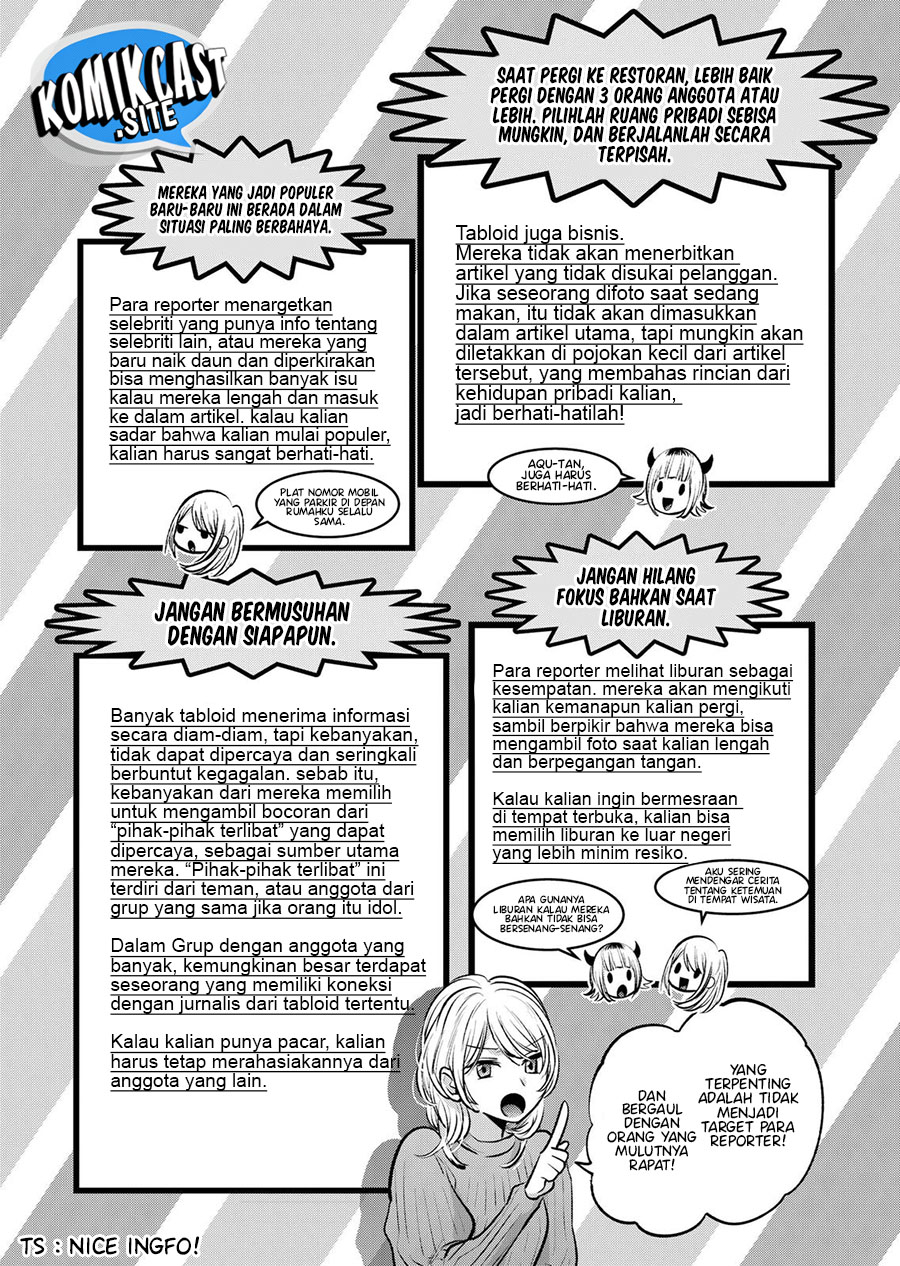 KOMIKCAST
.SITE
SAAT PERGI KE RESTORAN, LEBIH BAIK
PERGI DENGAN 3 ORANG ANGGOTA ATAU
LEBIH. PILIHLAH RUANG PRIBADI SEBISA
MUNGKIN, DAN BERJALANLAH SECARA
TERPISAH.
Tabloid juga bisnis.
Mereka tidak akan menerbitkan
artikel yang tidak disukai pelanggan.
Jika seseorang difoto saat sedang
makan, itu tidak akan dimasukkan
dalam artikel utama, tapi mungkin akan
diletakkan di pojokan kecil dari artikel
tersebut, yang membahas rincian dari
kehidupan pribadi kalian,
jadi berhati-hatilah!
AQU-TAN,
JUGA HARUS
BERHATI-HATI.
MEREKA YANG JADI POPULER
BARU-BARU INI BERADA DALAM
SITUASI PALING BERBAHAYA.
Para reporter menargetkan
selebriti yang punya info tentang
selebriti lain, atau mereka yang
baru naik daun dan diperkirakan
bisa menghasilkan banyak isu
kalau mereka lengah dan masuk
ke dalam artikel. kalau kalian
sadar bahwa kalian mulai populer,
kalian harus sangat berhati-hati.
PLAT NOMOR MOBIL
YANG PARKIR DI DEPAN
RUMAHKU SELALU
SAMA.
JANGAN HILANG
FOKUS BAHKAN SAAT
LIBURAN.
Para reporter melihat liburan sebagai
kesempatan. mereka akan mengikuti
kalian kemanapun kalian pergi,
sambil berpikir bahwa mereka bisa
mengambil foto saat kalian lengah
dan berpegangan tangan.
Kalau kalian ingin bermesraan
di tempat terbuka, kalian bisa
memilih liburan ke luar negeri
yang lebih minim resiko.
AKU SERING
MENDENGAR CERITA
TENTANG KETEMUAN
DI TEMPAT WISATA.
APA GUNANYA
LIBURAN KALAU MEREKA
BAHKAN TIDAK BISA
BERSENANG-SENANG?
JANGAN BERMUSUHAN
DENGAN SIAPAPUN.
Banyak tabloid menerima informasi
secara diam-diam, tapi kebanyakan,
tidak dapat dipercaya dan seringkali
berbuntut kegagalan. sebab itu,
kebanyakan dari mereka memilih
untuk mengambil bocoran dari
“pihak-pihak terlibat” yang dapat
dipercaya, sebagai sumber utama
mereka. “Pihak-pihak terlibat” ini
terdiri dari teman, atau anggota dari
grup yang sama jika orang itu idol.
Dalam Grup dengan anggota yang
banyak, kemungkinan besar terdapat
seseorang yang memiliki koneksi
dengan jurnalis dari tabloid tertentu.
Kalau kalian punya pacar, kalian
harus tetap merahasiakannya dari
anggota yang lain.
YANG
TERPENTING
ADALAH TIDAK
MENJADI
TARGET PARA
REPORTER!
DAN
BERGAUL
DENGAN
ORANG YANG
MULUTNYA
RAPAT!
TS : NICE INGFO!